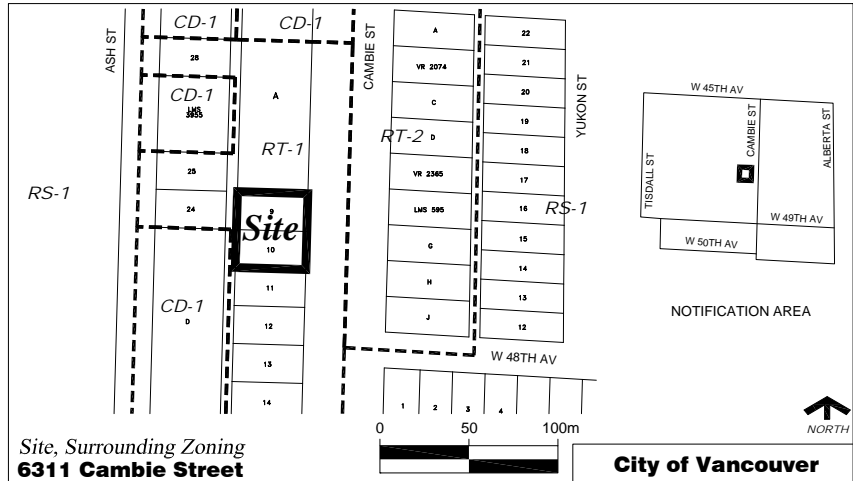 CD-1
CD-1
ASH ST
28
CD-1
LMS
3955
A
RT-1
25
24
RS-1
9
Site
10
11
12
13
14
CD-1
D
CAMBIE ST
A
VR 2074
C
RT-2
D
VR 2365
LMS 595
G
H
J
22
21
20
19
18
17
16
RS-1
15
14
13
12
YUKON ST
W 48TH AV
1
2
3
4
W 45TH AV
TISDALL ST
CAMBIE ST
ALBERTA ST
W 49TH AV
W 50TH AV
NOTIFICATION AREA
NORTH
0 50 100m
Site, Surrounding Zoning
6311 Cambie Street
City of Vancouver